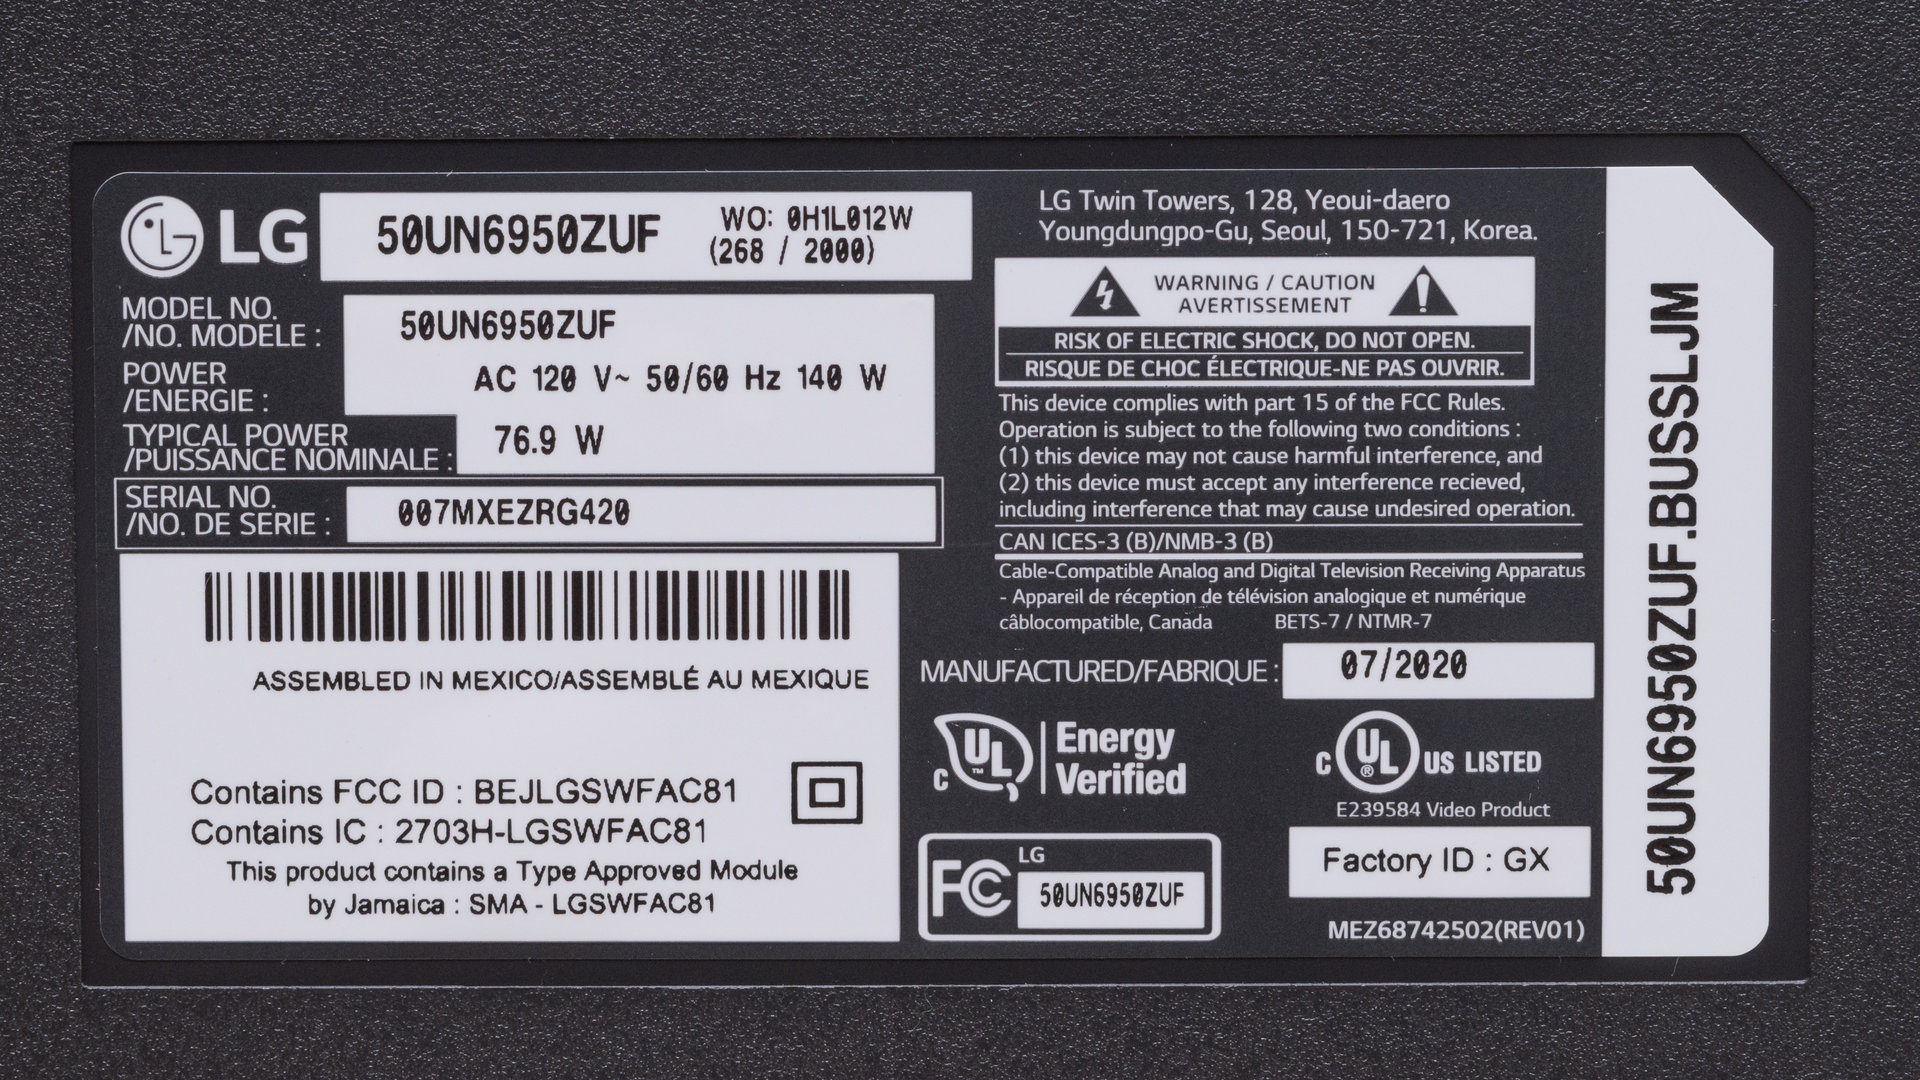 LG
50UN6950ZUF
WO: 0H1L012W
(268 / 2000)
MODEL NO.
/NO. MODELE :
50UN6950ZUF
POWER
/ENERGIE :
AC 120 V~ 50/60 Hz 140 W
TYPICAL POWER
/PUISSANCE NOMINALE :
76.9 W
SERIAL NO.
/NO. DE SERIE :
007MXEZRG420
ASSEMBLED IN MEXICO/ASSEMBLÉ AU MEXIQUE
Contains FCC ID : BEJLGSWFAC81
Contains IC : 2703H-LGSWFAC81
This product contains a Type Approved Module
by Jamaica : SMA - LGSWFAC81
LG Twin Towers, 128, Yeoui-daero
Youngdungpo-Gu, Seoul, 150-721, Korea.
WARNING / CAUTION
AVERTISSEMENT
RISK OF ELECTRIC SHOCK, DO NOT OPEN.
RISQUE DE CHOC ÉLECTRIQUE-NE PAS OUVRIR.
This device complies with part 15 of the FCC Rules.
Operation is subject to the following two conditions :
(1) this device may not cause harmful interference, and
(2) this device must accept any interference recieved,
including interference that may cause undesired operation.
CAN ICES-3 (B)/NMB-3 (B)
Cable-Compatible Analog and Digital Television Receiving Apparatus
- Appareil de réception de télévision analogique et numérique
câblocompatible, Canada BETS-7 / NTMR-7
MANUFACTURED/FABRIQUE : 07/2020
C UL ™ Energy
Verified
C UL ® US LISTED
E239584 Video Product
FC LG
50UN6950ZUF
Factory ID : GX
MEZ68742502(REV01)
50UN6950ZUF.BUSSLJM